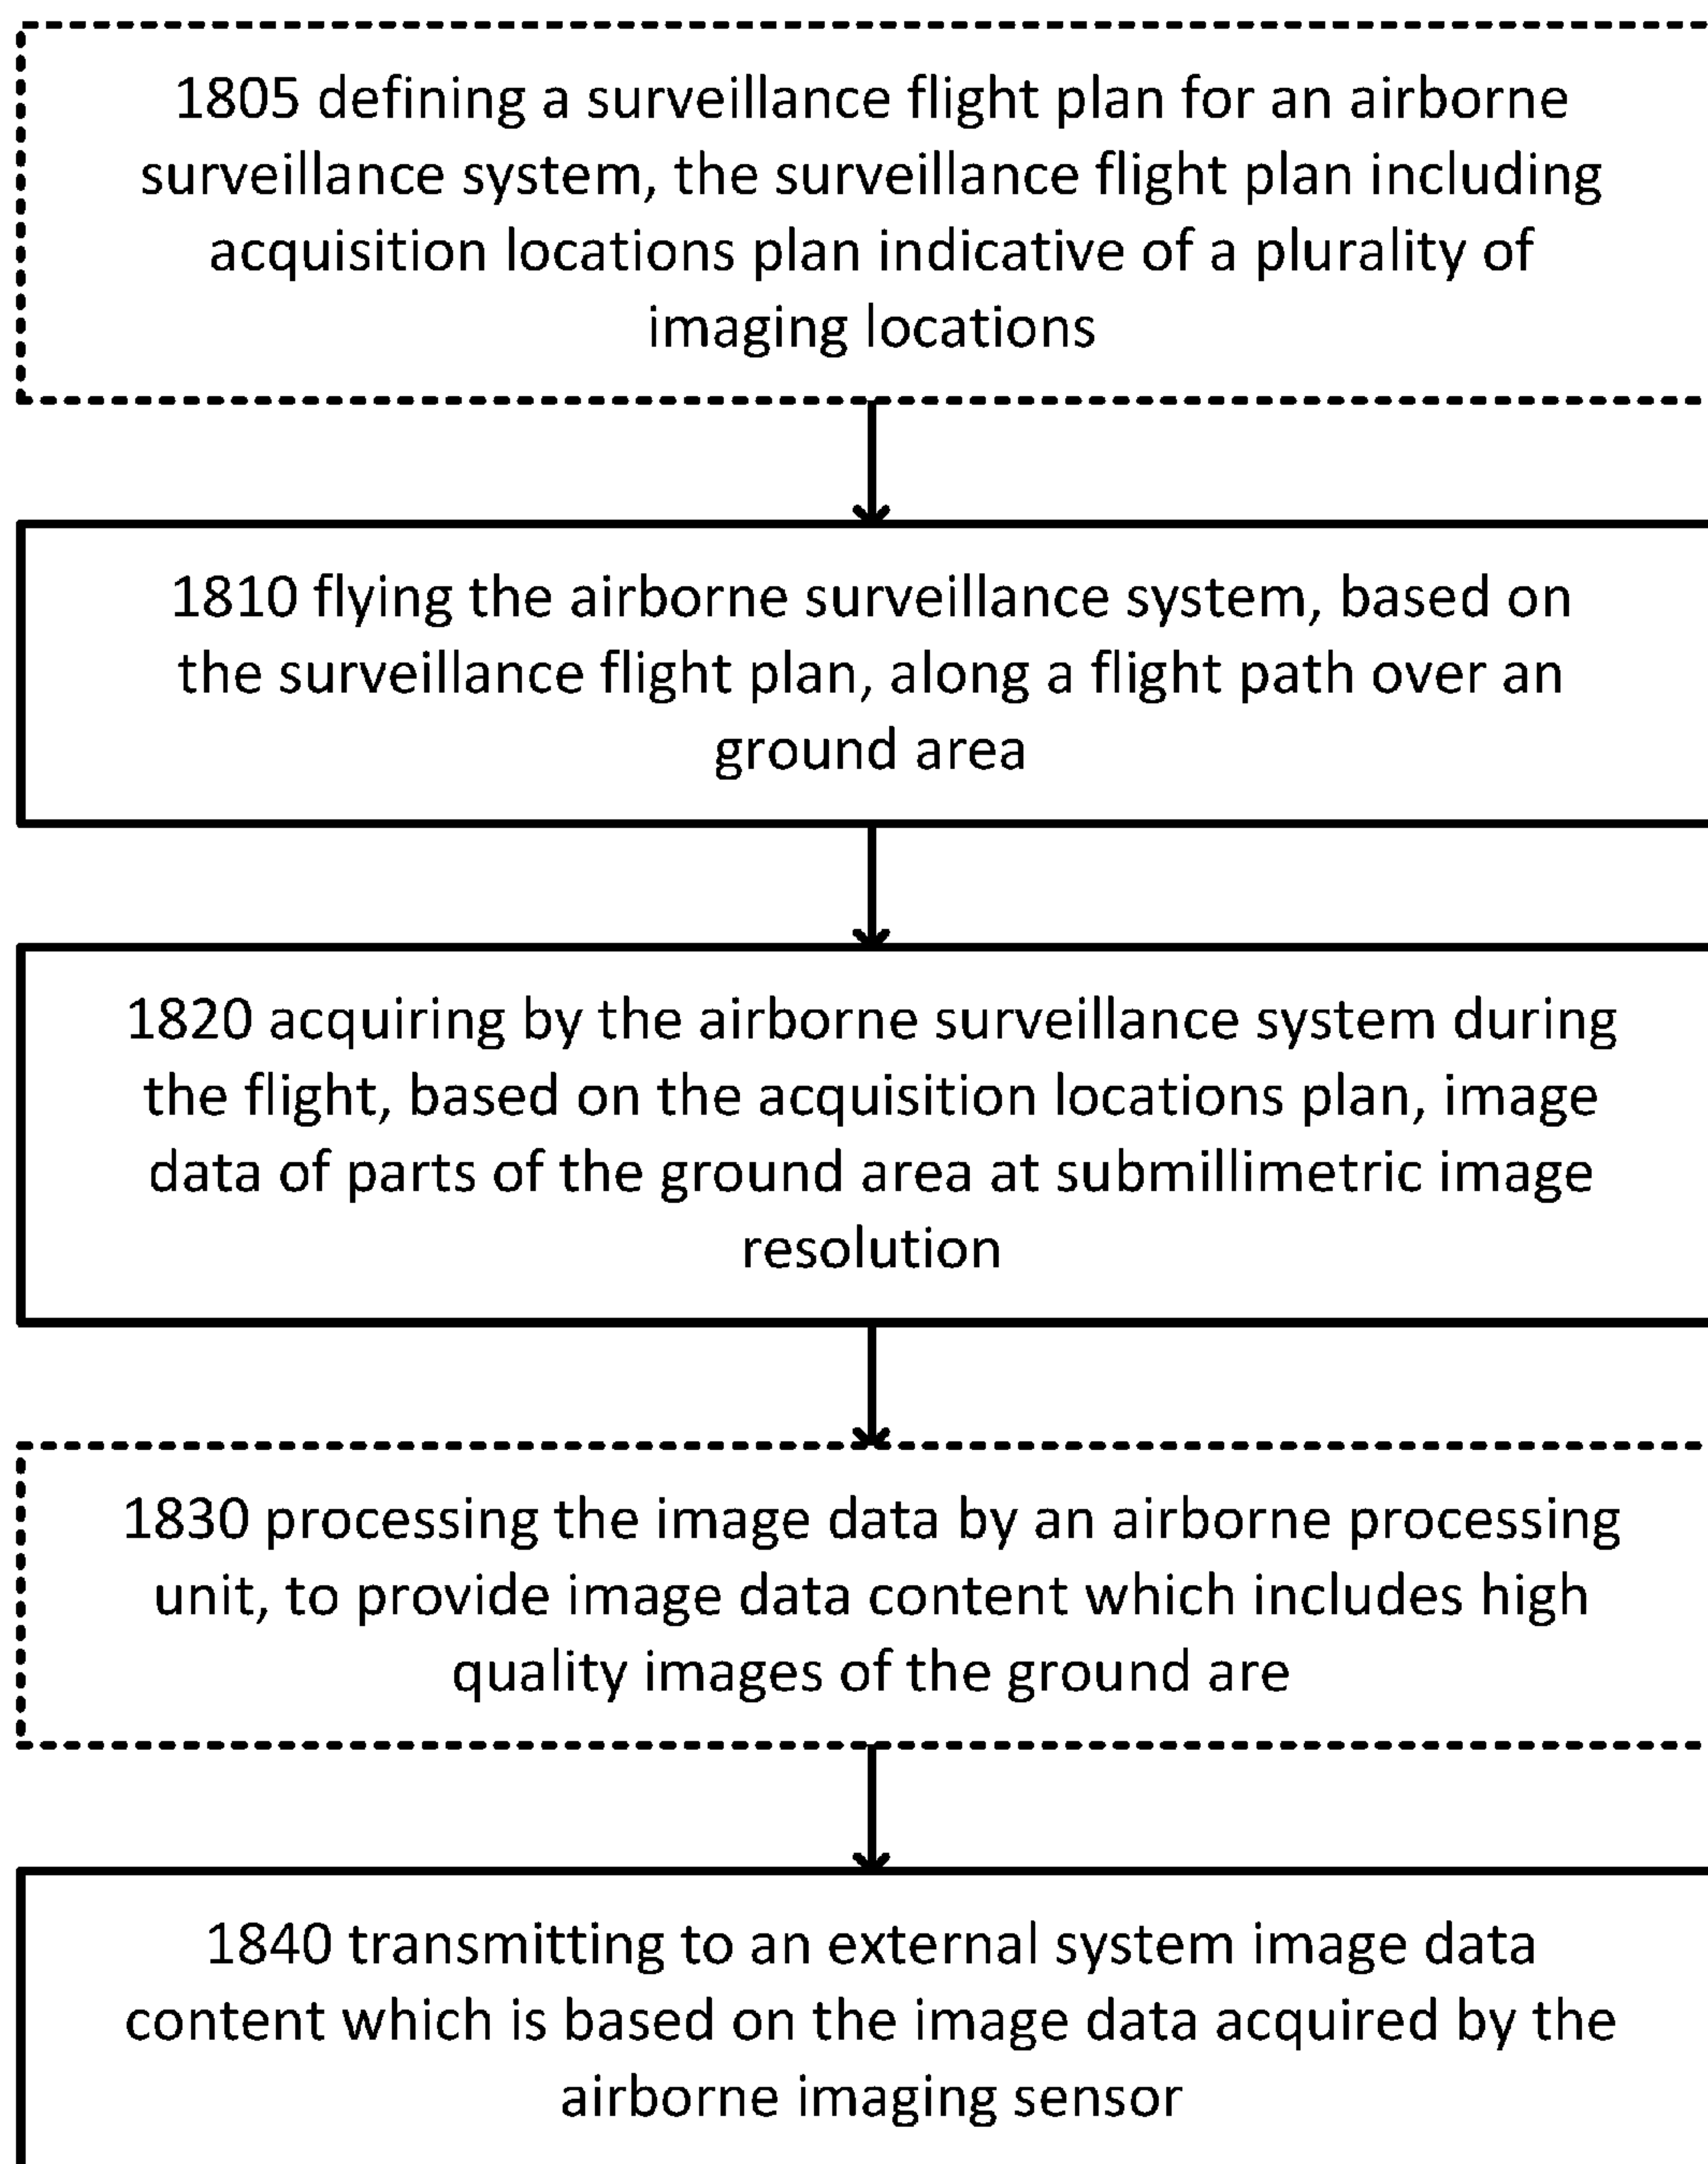 1805 defining a surveillance flight plan for an airborne
surveillance system, the surveillance flight plan including
acquisition locations plan indicative of a plurality of
imaging locations
1810 flying the airborne surveillance system, based on
the surveillance flight plan, along a flight path over an
ground area
1820 acquiring by the airborne surveillance system during
the flight, based on the acquisition locations plan, image
data of parts of the ground area at submillimetric image
resolution
1830 processing the image data by an airborne processing
unit, to provide image data content which includes high
quality images of the ground are
1840 transmitting to an external system image data
content which is based on the image data acquired by the
airborne imaging sensor